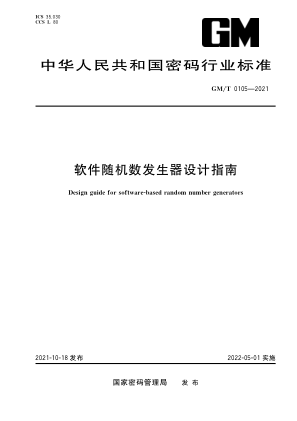 ICS 35.030
CCS L 80
GM
中华人民共和国密码行业标准
GM/T 0105—2021
软件随机数发生器设计指南
Design guide for software-based random number generators
2021-10-18 发布
2022-05-01 实施
国家密码管理局 发布